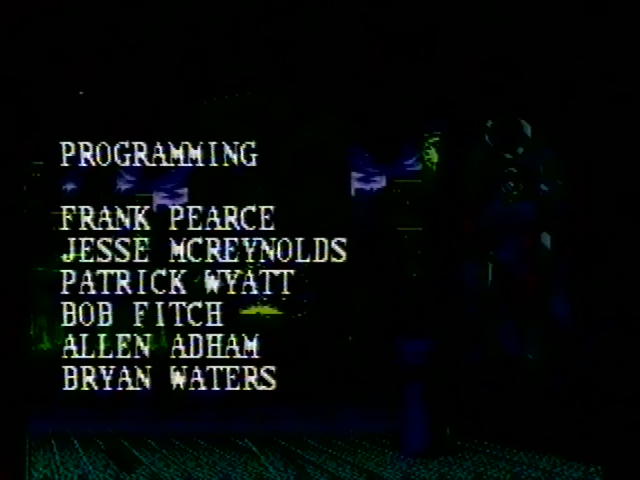 PROGRAMMING
FRANK PEARCE
JESSE MCREYNOLDS
PATRICK WYATT
BOB FITCH
ALLEN ADHAM
BRYAN WATERS